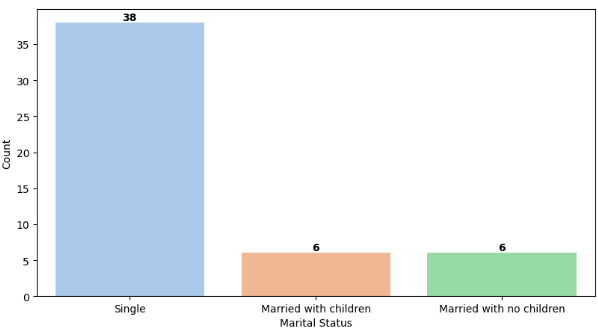 38
6
6
35
30
25
20
15
10
5
0
Count
Single
Married with children
Married with no children
Marital Status